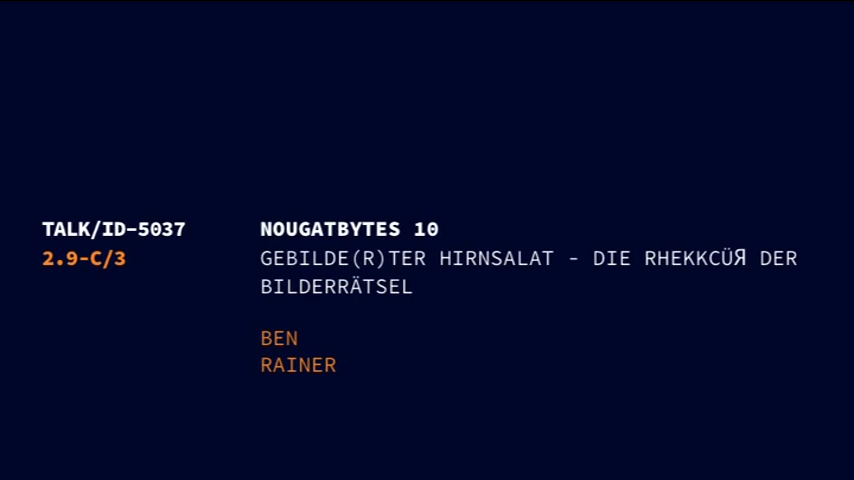 TALK/ID-5037
2.9-C/3
NOUGATBYTES 10
GEBILDE(R)TER HIRNSALAT - DIE RHEKKCÜЯ DER
BILDERRÄTSEL
BEN
RAINER